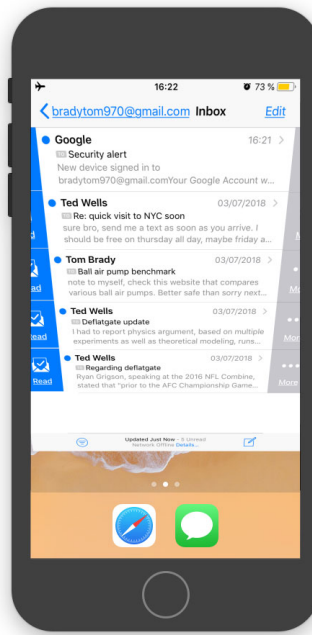 16:22
73 %
bradytom970@gmail.com Inbox Edit
Google 16:21
Security alert
New device signed in to
bradytom970@gmail.comYour Google Account w...
Ted Wells 03/07/2018
Re: quick visit to NYC soon
sure bro, send me a text as soon as you arrive. I
should be free on thursday all day, maybe friday a...
Tom Brady 03/07/2018
Ball air pump benchmark
note to myself, check this website that compares
various ball air pumps. Better safe than sorry next...
Ted Wells 03/07/2018
Deflatgate update
I had to report physics argument, based on multiple
experiments as well as theoretical modeling, runs...
Ted Wells 03/07/2018
Regarding deflatgate
Ryan Grigson, speaking at the 2016 NFL Combine,
stated that "prior to the AFC Championship Game...
Read More
Updated Just Now - 5 Unread
Network Offline Details...